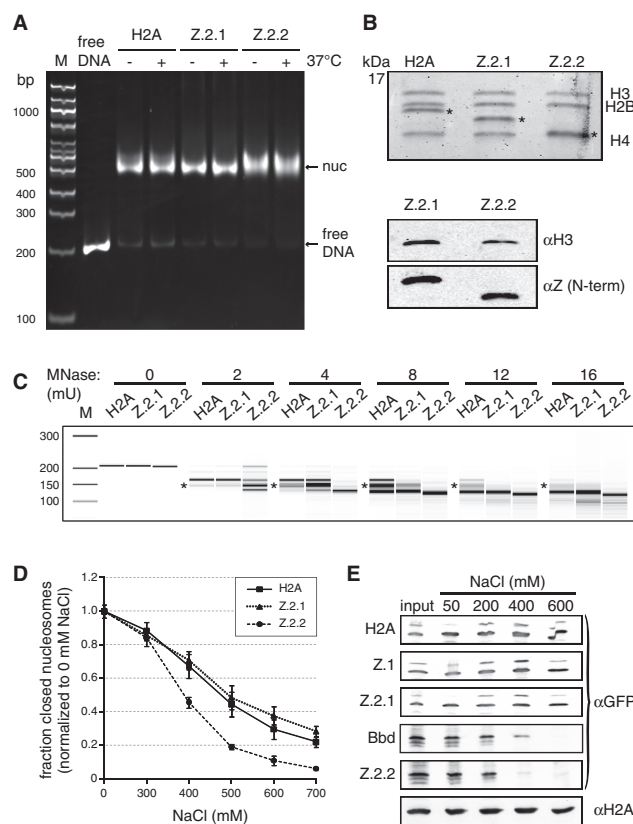 A
free
M DNA H2A Z.2.1 Z.2.2
bp - + - + - + 37°C
1000
500
400
300
200
100
nuc
free
DNA
B
kDa H2A Z.2.1 Z.2.2
17
H3
H2B
*
*
*
H4
Z.2.1 Z.2.2
αH3
αZ (N-term)
C
MNase: 0 2 4 8 12 16
(mU)
M H2A Z.2.1 Z.2.2 H2A Z.2.1 Z.2.2 H2A Z.2.1 Z.2.2 H2A Z.2.1 Z.2.2 H2A Z.2.1 Z.2.2 H2A Z.2.1 Z.2.2
300
200
150 * * * * *
100
D
fraction closed nucleosomes
(normalized to 0 mM NaCl)
1.2
1.0
0.8
0.6
0.4
0.2
0
0 300 400 500 600 700
NaCl (mM)
H2A
Z.2.1
Z.2.2
E
NaCl (mM)
input 50 200 400 600
H2A
Z.1
Z.2.1
Bbd
Z.2.2
αGFP
αH2A